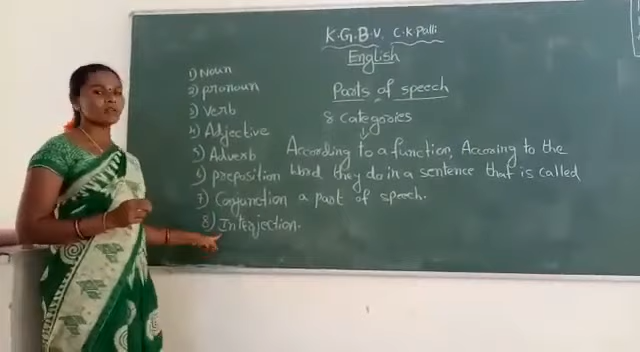 K.G.B.V. C.K Palli
English
Parts of speech
8 categroies
1) Noun
2) pronoun
3) Verb
4) Adjective
5) Adverb
6) preposition
7) Conjunction
8) Interjection.
According to a function, Accoring to the
Word they do in a sentence that is called
a part of speech.